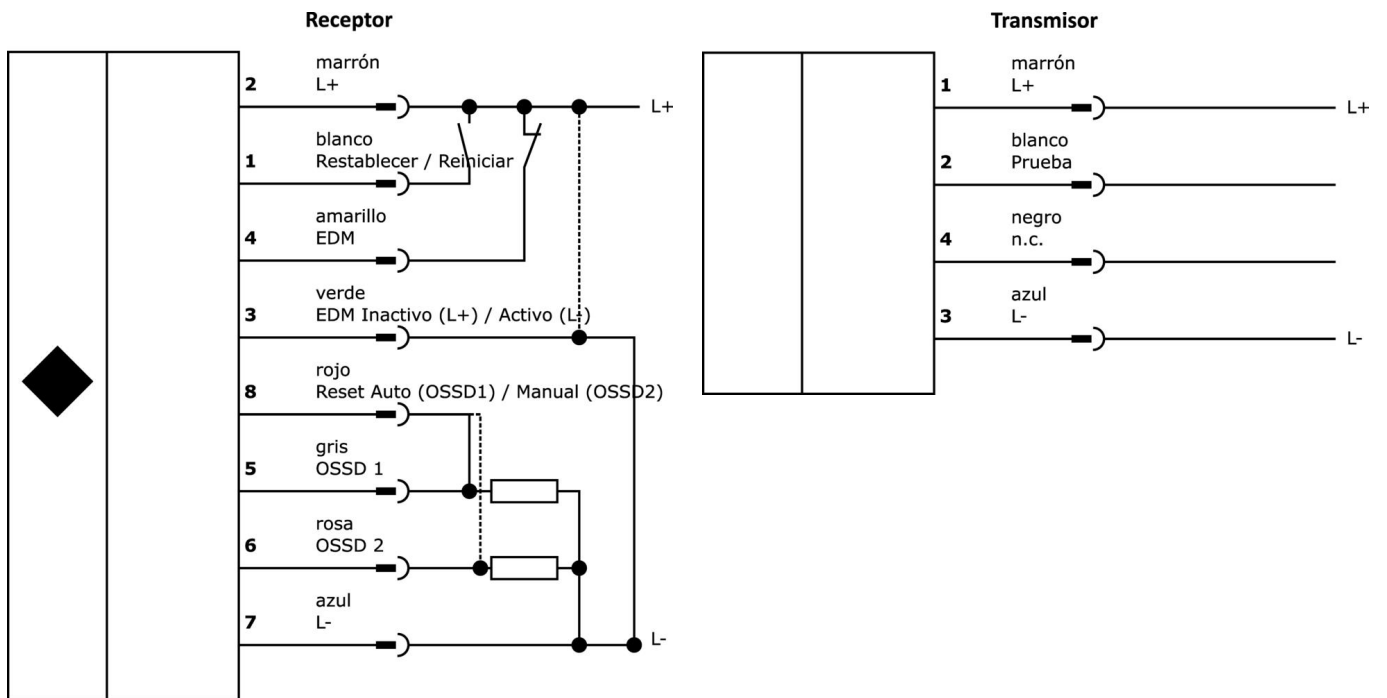 Receptor
2
marrón
L+
L+
1
blanco
Restablecer / Reiniciar
4
amarillo
EDM
3
verde
EDM Inactivo (L+) / Activo (L-)
8
rojo
Reset Auto (OSSD1) / Manual (OSSD2)
5
gris
OSSD 1
6
rosa
OSSD 2
7
azul
L-
L-
Transmisor
1
marrón
L+
L+
2
blanco
Prueba
4
negro
n.c.
3
azul
L-
L-